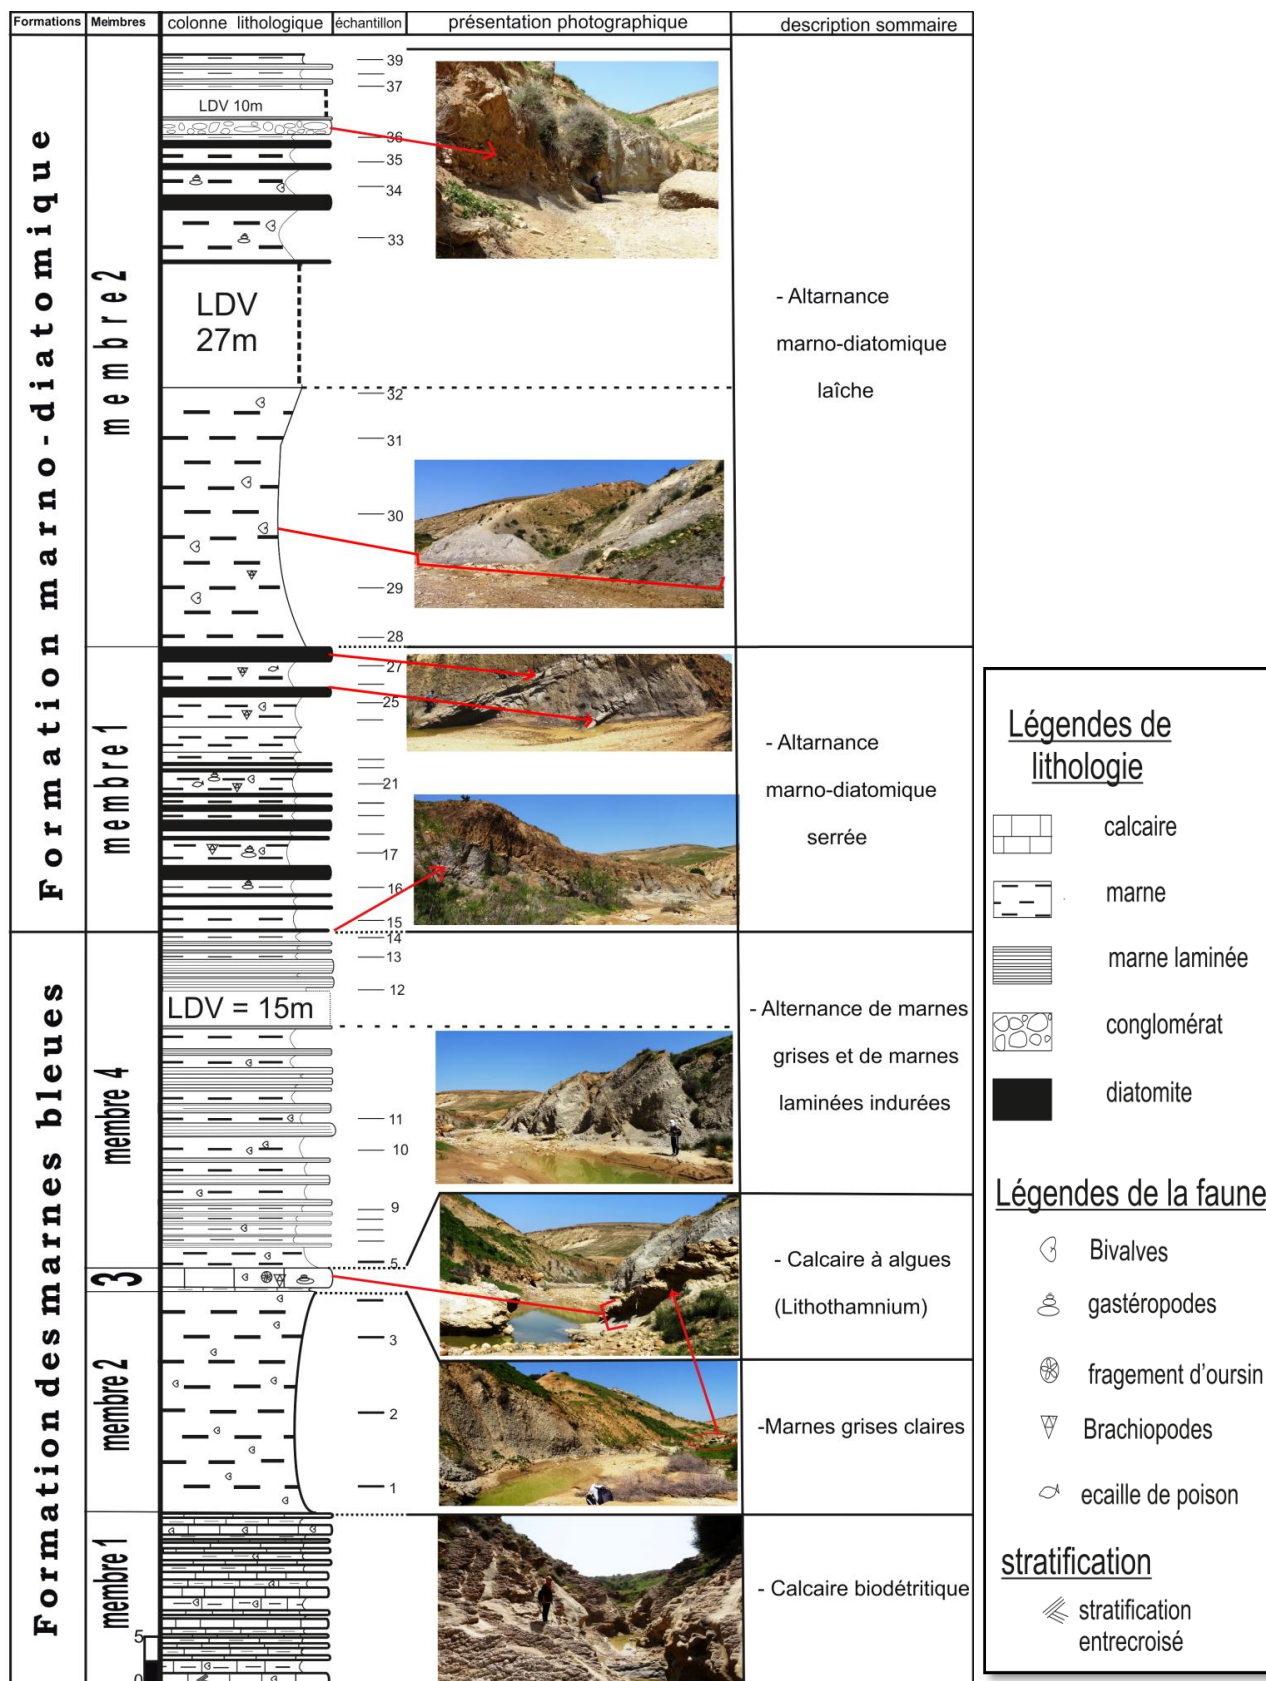 Formations Membres colonne lithologique échantillon présentation photographique description sommaire
Formation marno-diatomique
membre2
39
37
LDV 10m
36
35
34
33
LDV
27m
- Altarnance
marno-diatomique
laîche
32
31
30
29
28
membre1
27
25
21
17
16
15
- Altarnance
marno-diatomique
serrée
Formation des marnes bleues
membre 4
14
13
12
LDV = 15m
11
10
9
5
- Alternance de marnes
grises et de marnes
laminées indurées
3
- Calcaire à algues
(Lithothamnium)
membre 2
3
2
1
-Marnes grises claires
membre1
5
0
- Calcaire biodétritique
Légendes de
lithologie
calcaire
marne
marne laminée
conglomérat
diatomite
Légendes de la faune
Bivalves
gastéropodes
fragement d'oursin
Brachiopodes
ecaille de poison
stratification
stratification
entrecroisé